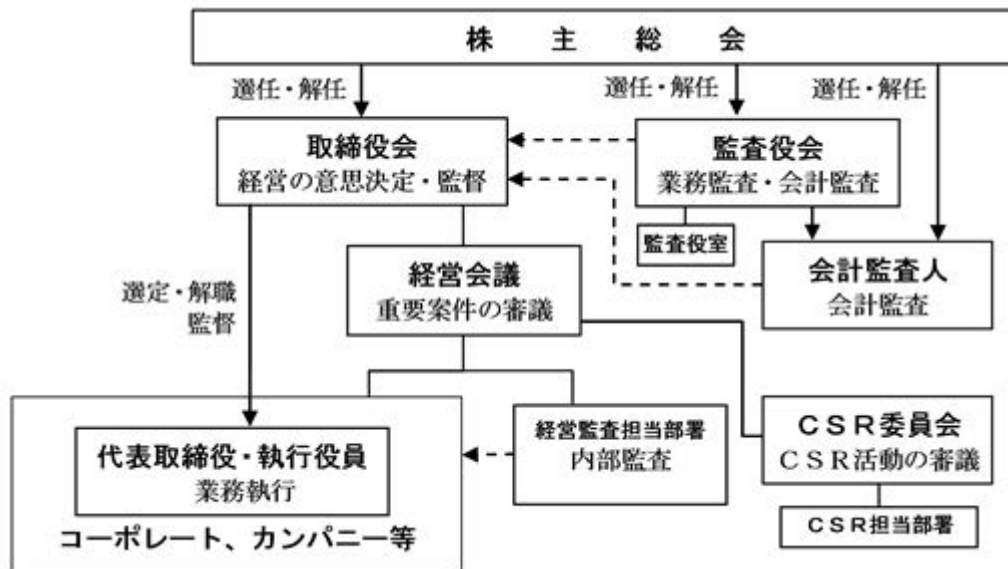 株主総会
選任・解任
選任・解任
選任・解任
取締役会
経営の意思決定・監督
監査役会
業務監査・会計監査
監査役室
会計監査人
会計監査
経営会議
重要案件の審議
選定・解職
監督
代表取締役・執行役員
業務執行
コーポレート、カンパニー等
経営監査担当部署
内部監査
CSR委員会
CSR活動の審議
CSR担当部署